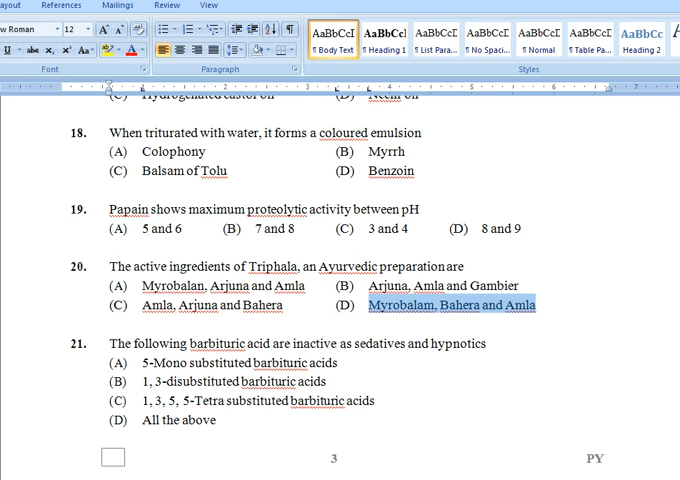 ayout References Mailings Review View
w Roman 12
Font Paragraph Styles
AaBbCcI AaBbCcl AaBbCcI AaBbCcI AaBbCcI AaBbCcI AaBbCc
¶ Body Text ¶ Heading 1 ¶ List Para... ¶ No Spaci... ¶ Normal ¶ Table Pa... Heading 2
(C) Hydrogenated castor oil (D) Neem oil
18. When triturated with water, it forms a coloured emulsion
(A) Colophony (B) Myrrh
(C) Balsam of Tolu (D) Benzoin
19. Papain shows maximum proteolytic activity between pH
(A) 5 and 6 (B) 7 and 8 (C) 3 and 4 (D) 8 and 9
20. The active ingredients of Triphala, an Ayurvedic preparation are
(A) Myrobalan, Arjuna and Amla (B) Arjuna, Amla and Gambier
(C) Amla, Arjuna and Bahera (D) Myrobalam, Bahera and Amla
21. The following barbituric acid are inactive as sedatives and hypnotics
(A) 5-Mono substituted barbituric acids
(B) 1, 3-disubstituted barbituric acids
(C) 1, 3, 5, 5-Tetra substituted barbituric acids
(D) All the above
3 PY